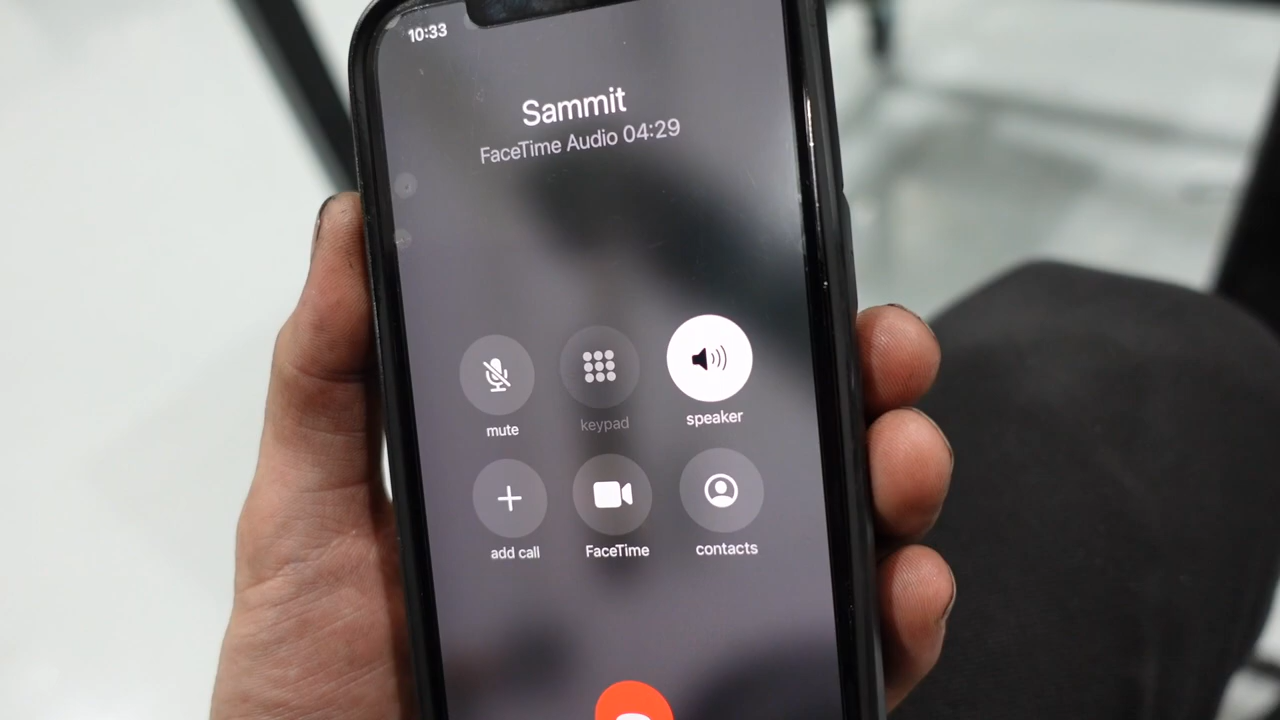 10:33
Sammit
FaceTime Audio 04:29
mute
keypad
speaker
add call
FaceTime
contacts